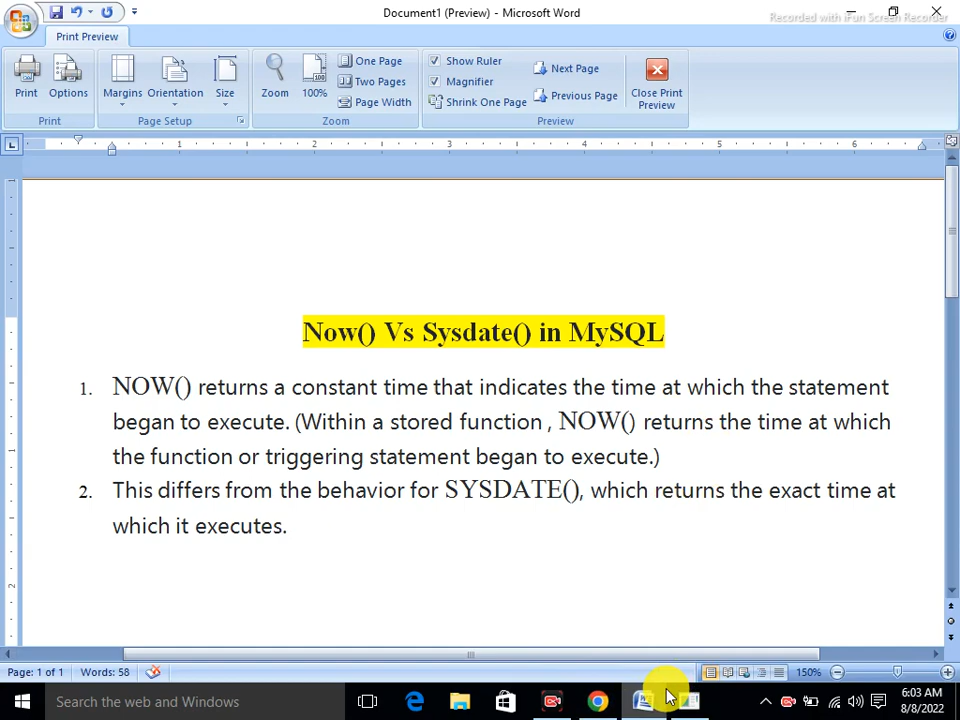 Document1 (Preview) - Microsoft Word
Recorded with iFun Screen Recorder
Print Preview
Print
Options
Margins
Orientation
Size
Zoom
100%
One Page
Two Pages
Page Width
Show Ruler
Magnifier
Shrink One Page
Next Page
Previous Page
Close Print
Preview
Print
Page Setup
Zoom
Preview
1 2 3 4 5 6
Now() Vs Sysdate() in MySQL
1. NOW() returns a constant time that indicates the time at which the statement
began to execute. (Within a stored function , NOW() returns the time at which
the function or triggering statement began to execute.)
2. This differs from the behavior for SYSDATE(), which returns the exact time at
which it executes.
Page: 1 of 1 Words: 58 150%
Search the web and Windows
6:03 AM
8/8/2022